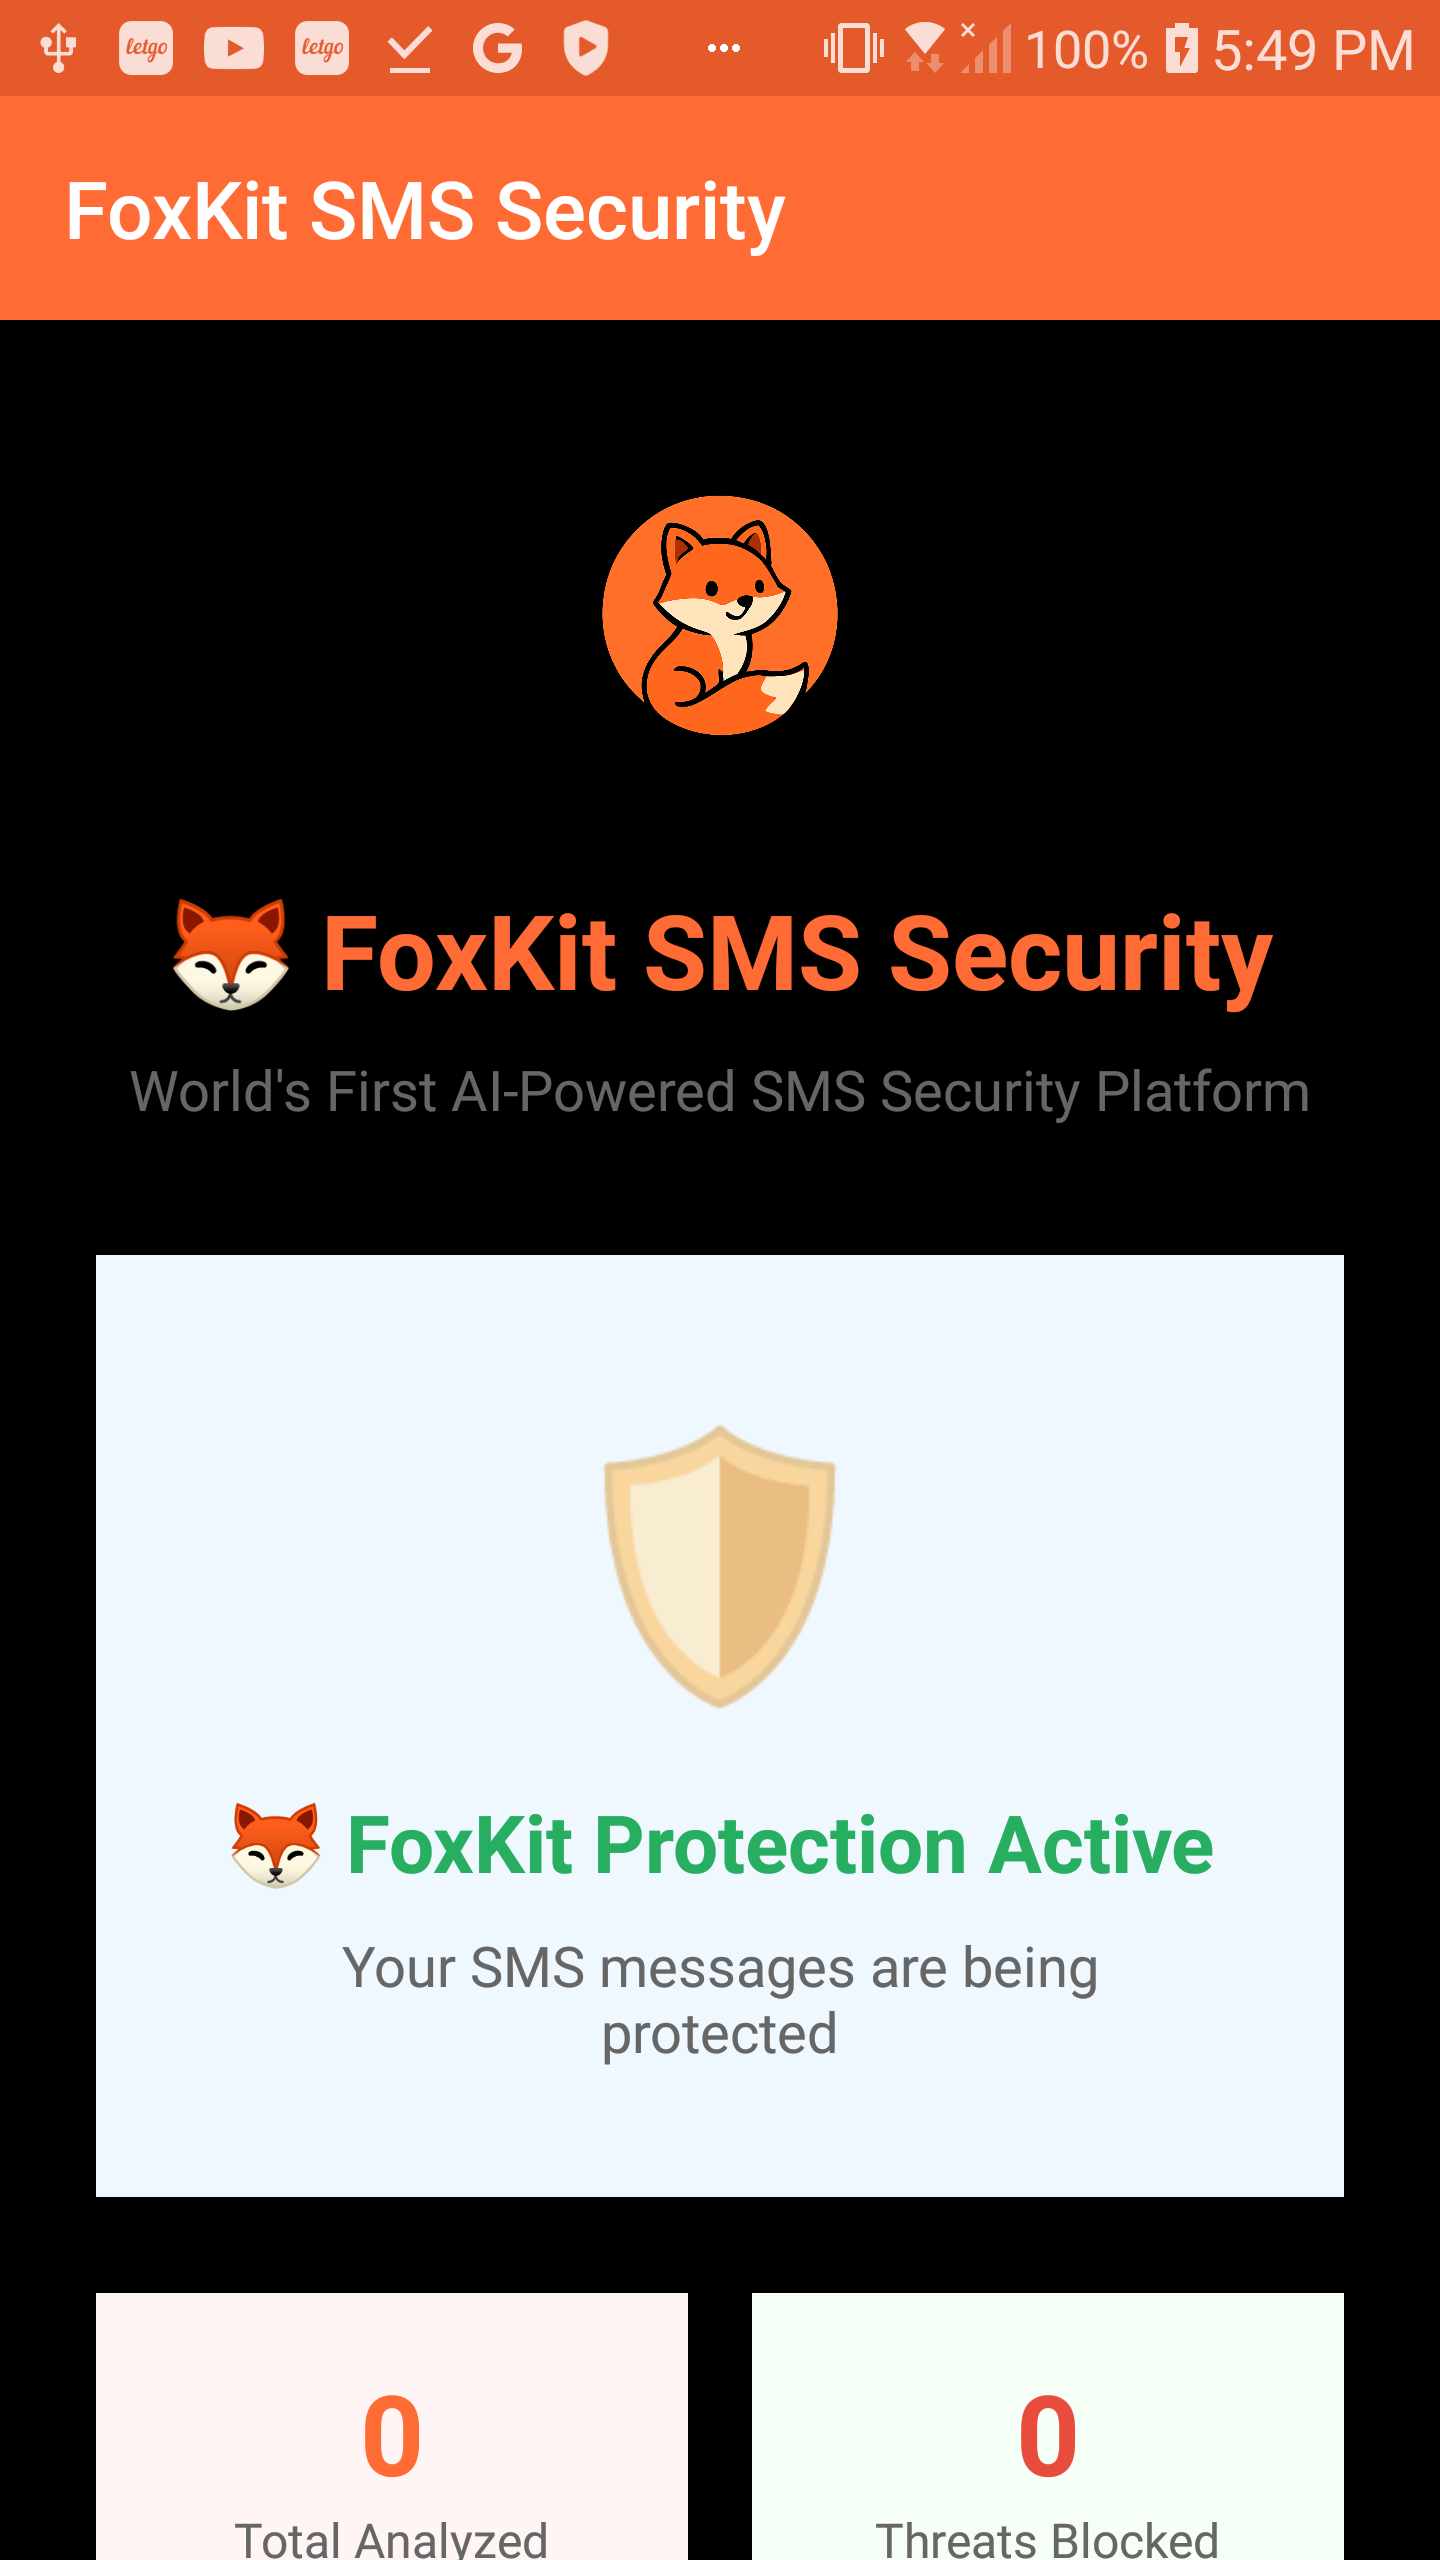 letgo letgo 100% 5:49 PM
FoxKit SMS Security
FoxKit SMS Security
World's First AI-Powered SMS Security Platform
FoxKit Protection Active
Your SMS messages are being
protected
0 0
Total Analyzed Threats Blocked